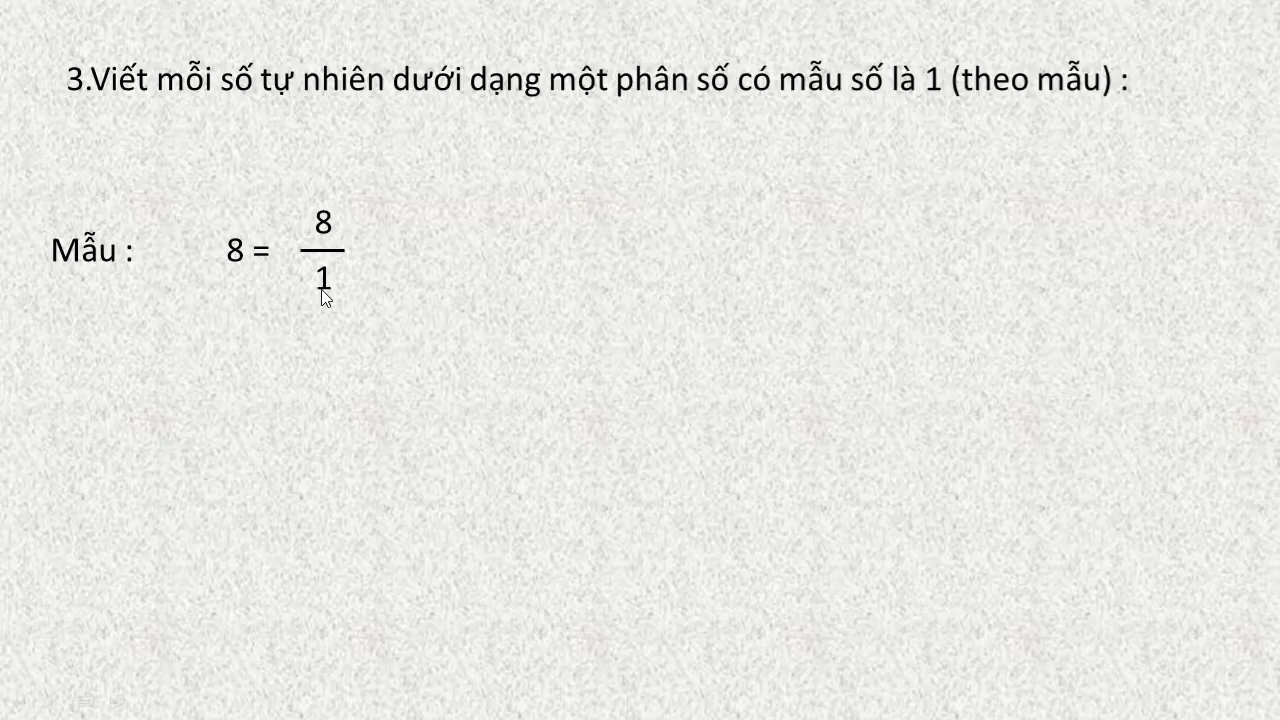 3.Viết mỗi số tự nhiên dưới dạng một phân số có mẫu số là 1 (theo mẫu) :
8
Mẫu : 8 =
1